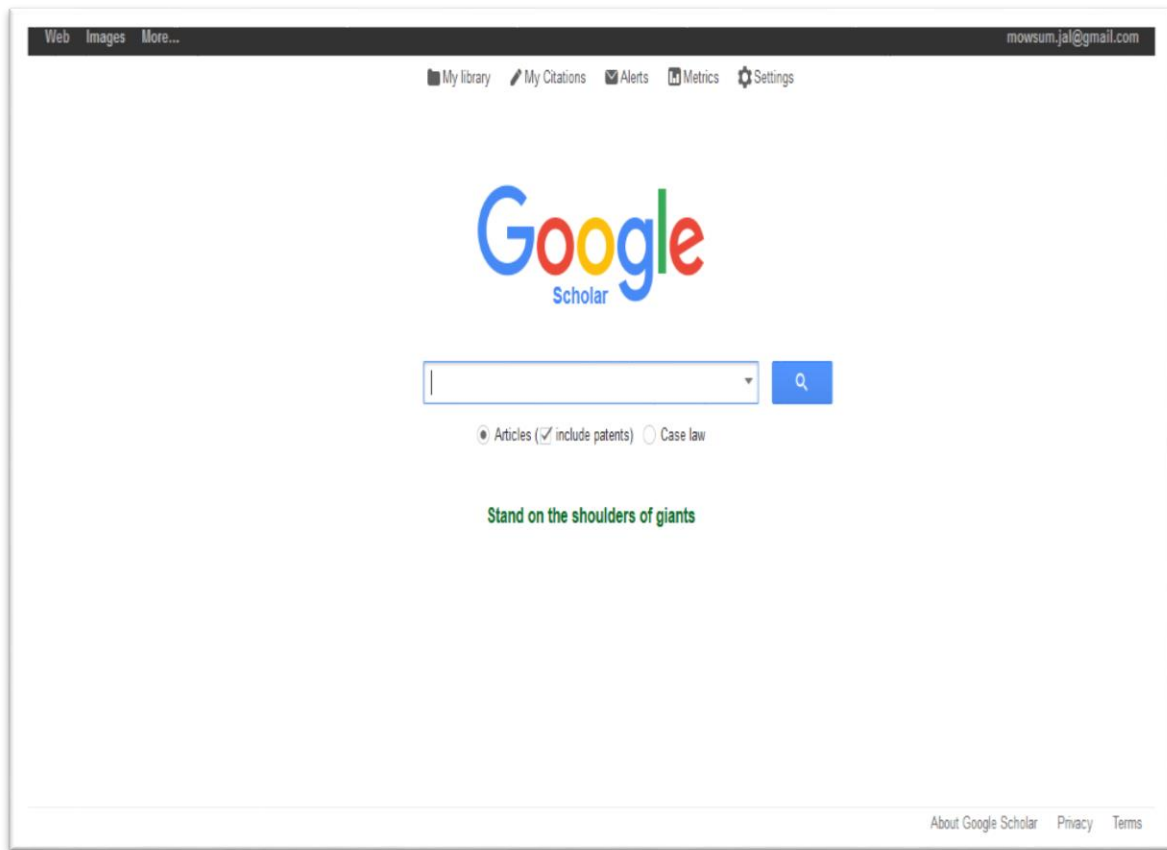 Web Images More... mowsum.jal@gmail.com
My library My Citations Alerts Metrics Settings
Google
Scholar
Articles (include patents) Case law
Stand on the shoulders of giants
About Google Scholar Privacy Terms